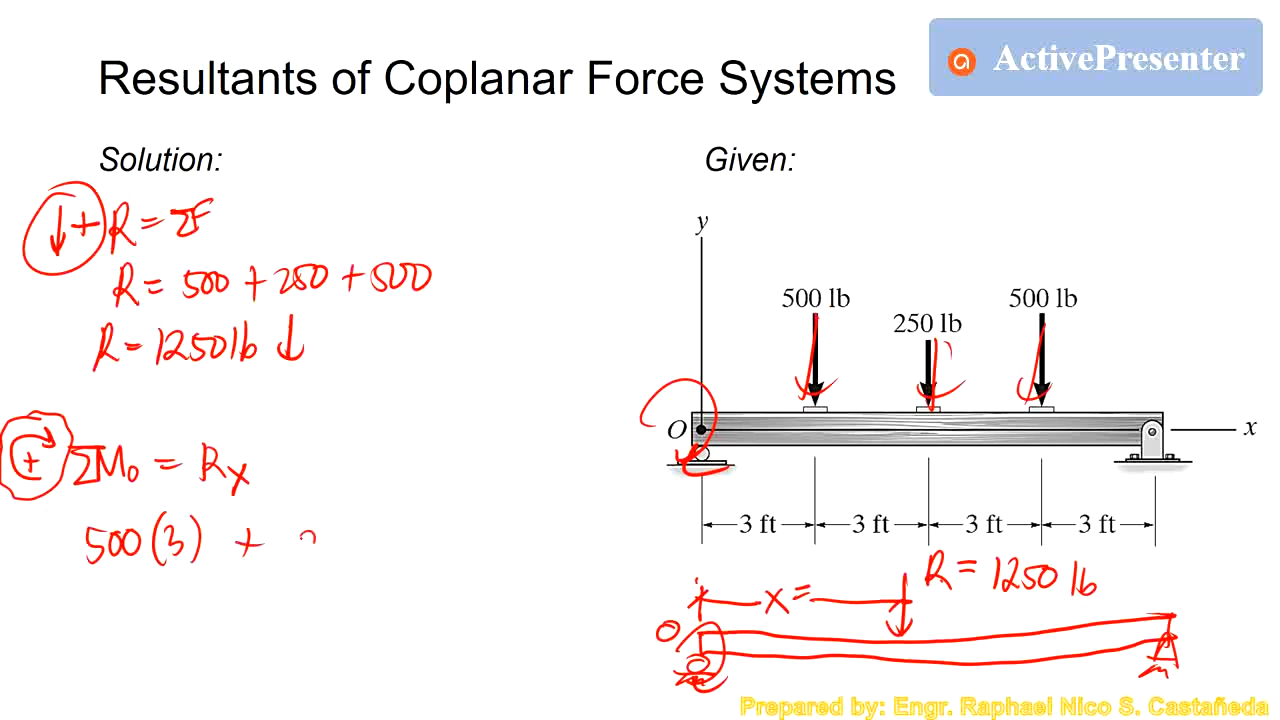 Resultants of Coplanar Force Systems
ActivePresenter
Solution:
↓+ R = ΣF
R = 500 + 250 + 500
R = 1250 lb ↓
+ ΣM₀ = Rx
500(3) +
Given:
y
500 lb
250 lb
500 lb
O
x
3 ft
3 ft
3 ft
3 ft
R = 1250 lb
x =
O
Prepared by: Engr. Raphael Nico S. Castañeda